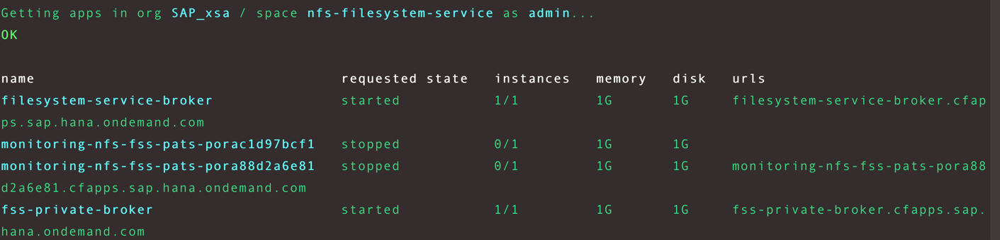 Getting apps in org SAP_xsa / space nfs-filesystem-service as admin...
OK
name requested state instances memory disk urls
filesystem-service-broker started 1/1 1G 1G filesystem-service-broker.cfap
ps.sap.hana.ondemand.com
monitoring-nfs-fss-pats-porac1d97bcf1 stopped 0/1 1G 1G
monitoring-nfs-fss-pats-pora88d2a6e81 stopped 0/1 1G 1G monitoring-nfs-fss-pats-pora88
d2a6e81.cfapps.sap.hana.ondemand.com
fss-private-broker started 1/1 1G 1G fss-private-broker.cfapps.sap.
hana.ondemand.com